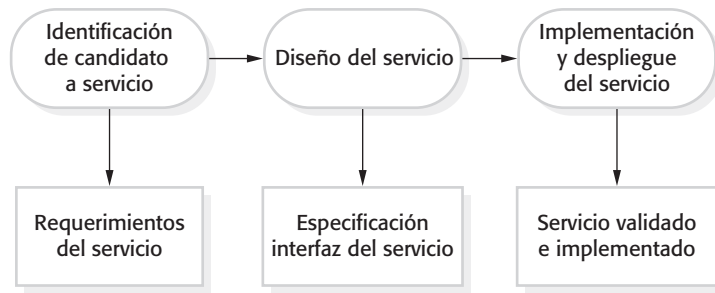 Identificación
de candidato
a servicio
Diseño del servicio
Implementación
y despliegue
del servicio
Requerimientos
del servicio
Especificación
interfaz del servicio
Servicio validado
e implementado